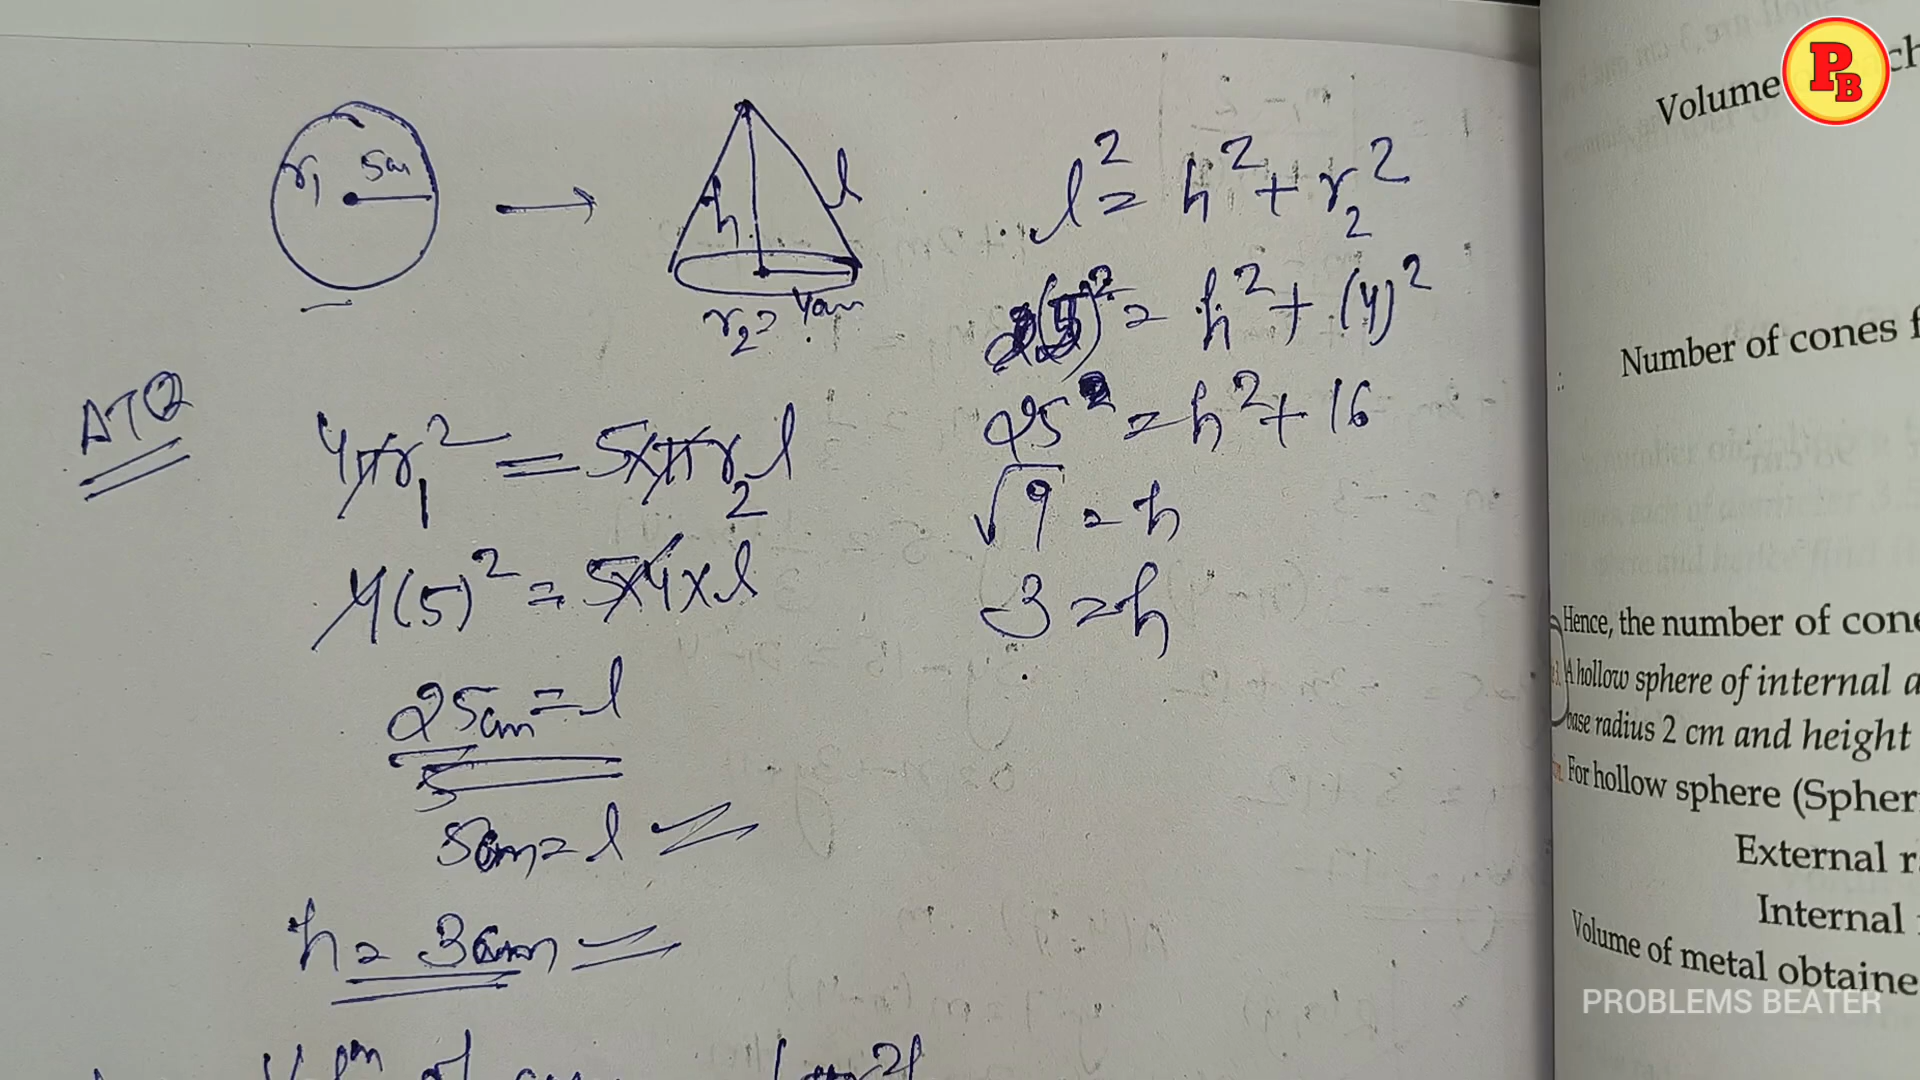 r₁ 5cm
h l
r₂ = 4cm
ATQ
4πr₁² = 5×πr₂l
4(5)² = 5×4×l
25cm = l
5
5cm = l
h = 3cm
l² = h² + r₂²
(5)² = h² + (4)²
25 = h² + 16
√9 = h
3 = h
of
Volume
PB
Number of cones f
Hence, the number of cone
A hollow sphere of internal a
base radius 2 cm and height
For hollow sphere (Spher
External r
Internal
Volume of metal obtaine
PROBLEMS BEATER